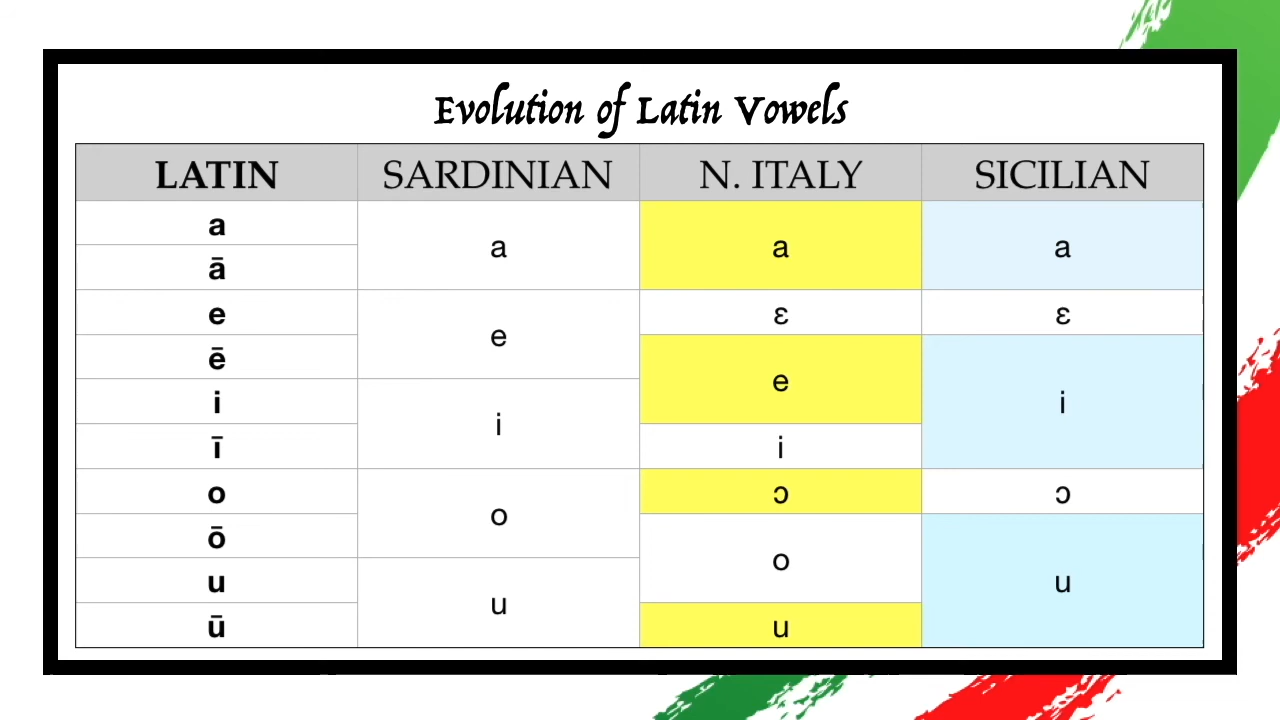 Evolution of Latin Vowels
LATIN SARDINIAN N. ITALY SICILIAN
a
a a a
ā
e ɛ ɛ
e
ē
e
i i
i
ī i
o ɔ ɔ
o
ō
o
u u
u
ū u